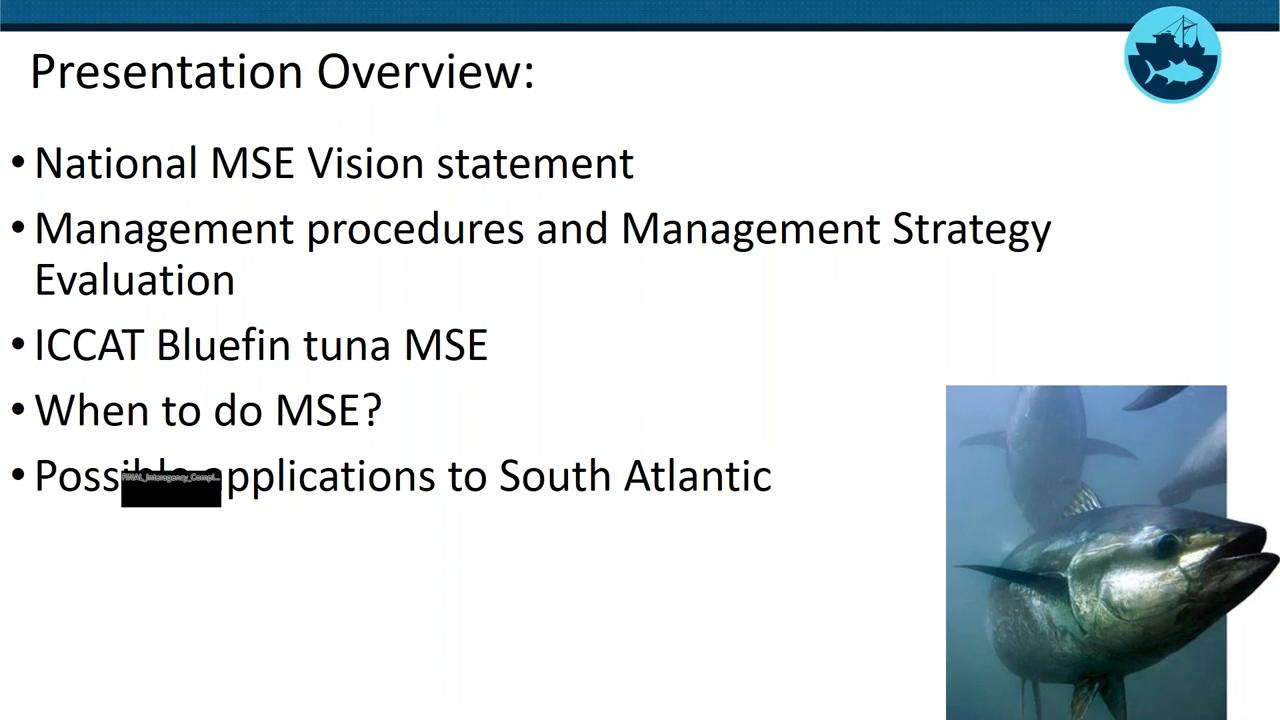 Presentation Overview:
• National MSE Vision statement
• Management procedures and Management Strategy
Evaluation
• ICCAT Bluefin tuna MSE
• When to do MSE?
• Possible applications to South Atlantic
FINAL_Interagency_Compl...